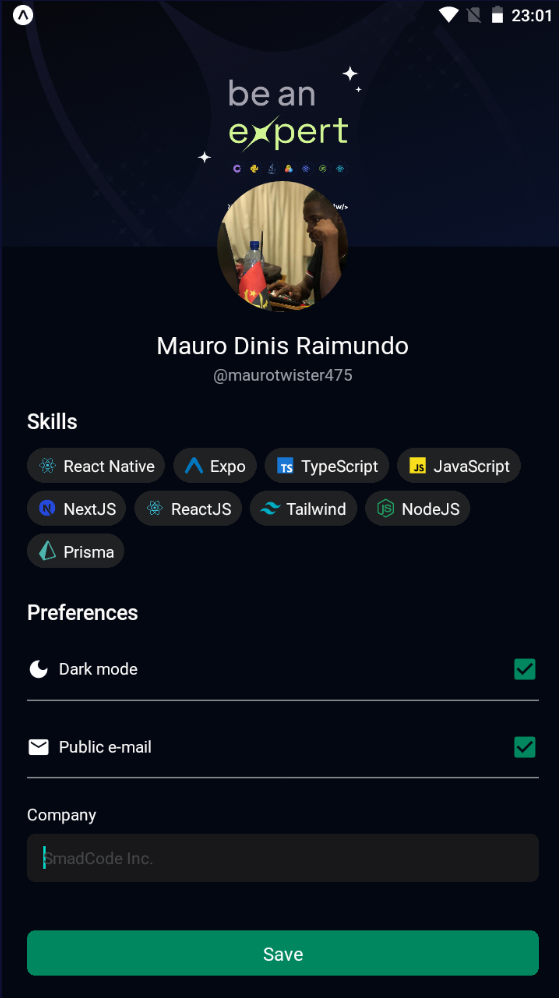 23:01
be an
expert
w/>
Mauro Dinis Raimundo
@maurotwister475
Skills
React Native Expo TS TypeScript JS JavaScript
N NextJS ReactJS Tailwind JS NodeJS
Prisma
Preferences
Dark mode
Public e-mail
Company
SmadCode Inc.
Save